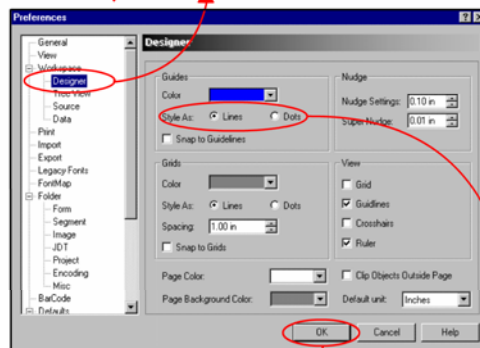 Preferences
General
View
Workspace
Designer
Tree View
Source
Data
Print
Import
Export
Legacy Fonts
FontMap
Folder
Form
Segment
Image
JDT
Project
Encoding
Misc
BarCode
Defaults
Designer
Guides
Color
Style As: Lines Dots
Snap to Guidelines
Nudge
Nudge Settings: 0.10 in
Super Nudge: 0.01 in
Grids
Color
Style As: Lines Dots
Spacing: 1.00 in
Snap to Grids
View
Grid
Guidlines
Crosshairs
Ruler
Page Color:
Clip Objects Outside Page
Page Background Color:
Default unit: Inches
OK Cancel Help